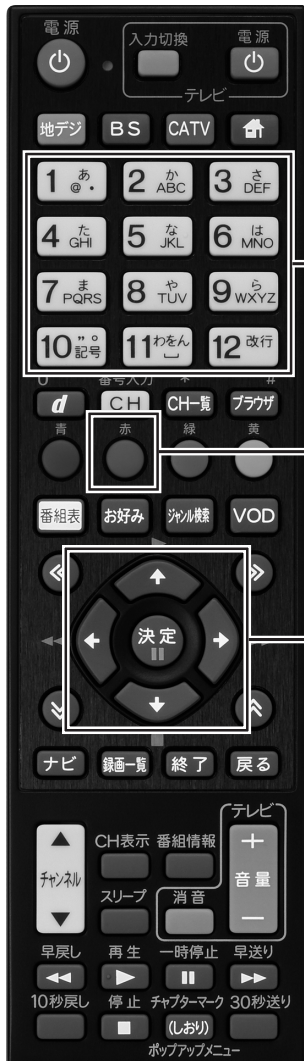 電源
入力切換 電源
テレビ
地デジ BS CATV
1 あ @. 2 か ABC 3 さ DEF
4 た GHI 5 な JKL 6 は MNO
7 ま PQRS 8 や TUV 9 ら WXYZ
10 ゛゜ 記号 11 わをん 12 改行
0 番号入力 * #
d CH CH一覧 ブラウザ
青 赤 緑 黄
番組表 お好み ジャンル検索 VOD
決定
ナビ 録画一覧 終了 戻る
テレビ
CH表示 番組情報 +
チャンネル 音量
スリープ 消音 −
早戻し 再生 一時停止 早送り
10秒戻し 停止 チャプターマーク 30秒送り
(しおり)
ポップアップメニュー